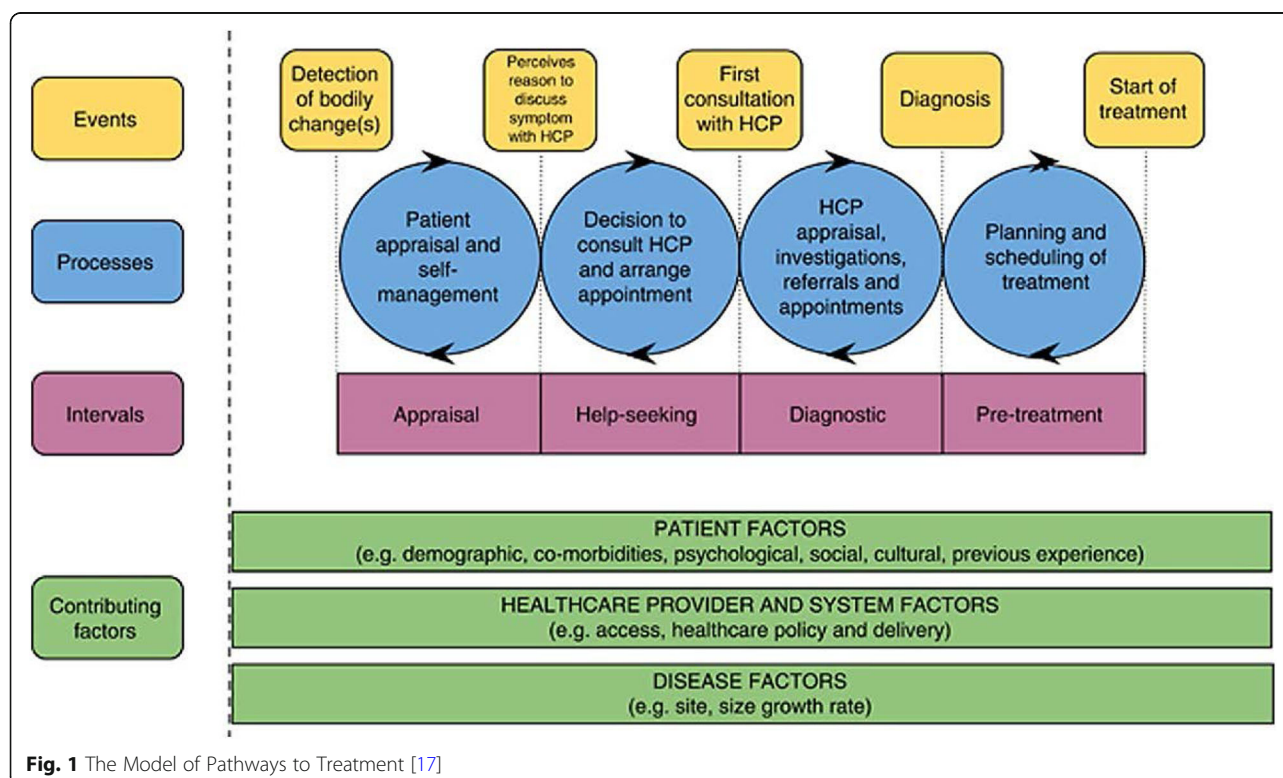 Events
Detection
of bodily
change(s)
Perceives
reason to
discuss
symptom
with HCP
First
consultation
with HCP
Diagnosis
Start of
treatment
Processes
Patient
appraisal and
self-
management
Decision to
consult HCP
and arrange
appointment
HCP
appraisal,
investigations,
referrals and
appointments
Planning and
scheduling of
treatment
Intervals
Appraisal
Help-seeking
Diagnostic
Pre-treatment
Contributing
factors
PATIENT FACTORS
(e.g. demographic, co-morbidities, psychological, social, cultural, previous experience)
HEALTHCARE PROVIDER AND SYSTEM FACTORS
(e.g. access, healthcare policy and delivery)
DISEASE FACTORS
(e.g. site, size growth rate)
Fig. 1 The Model of Pathways to Treatment [17]